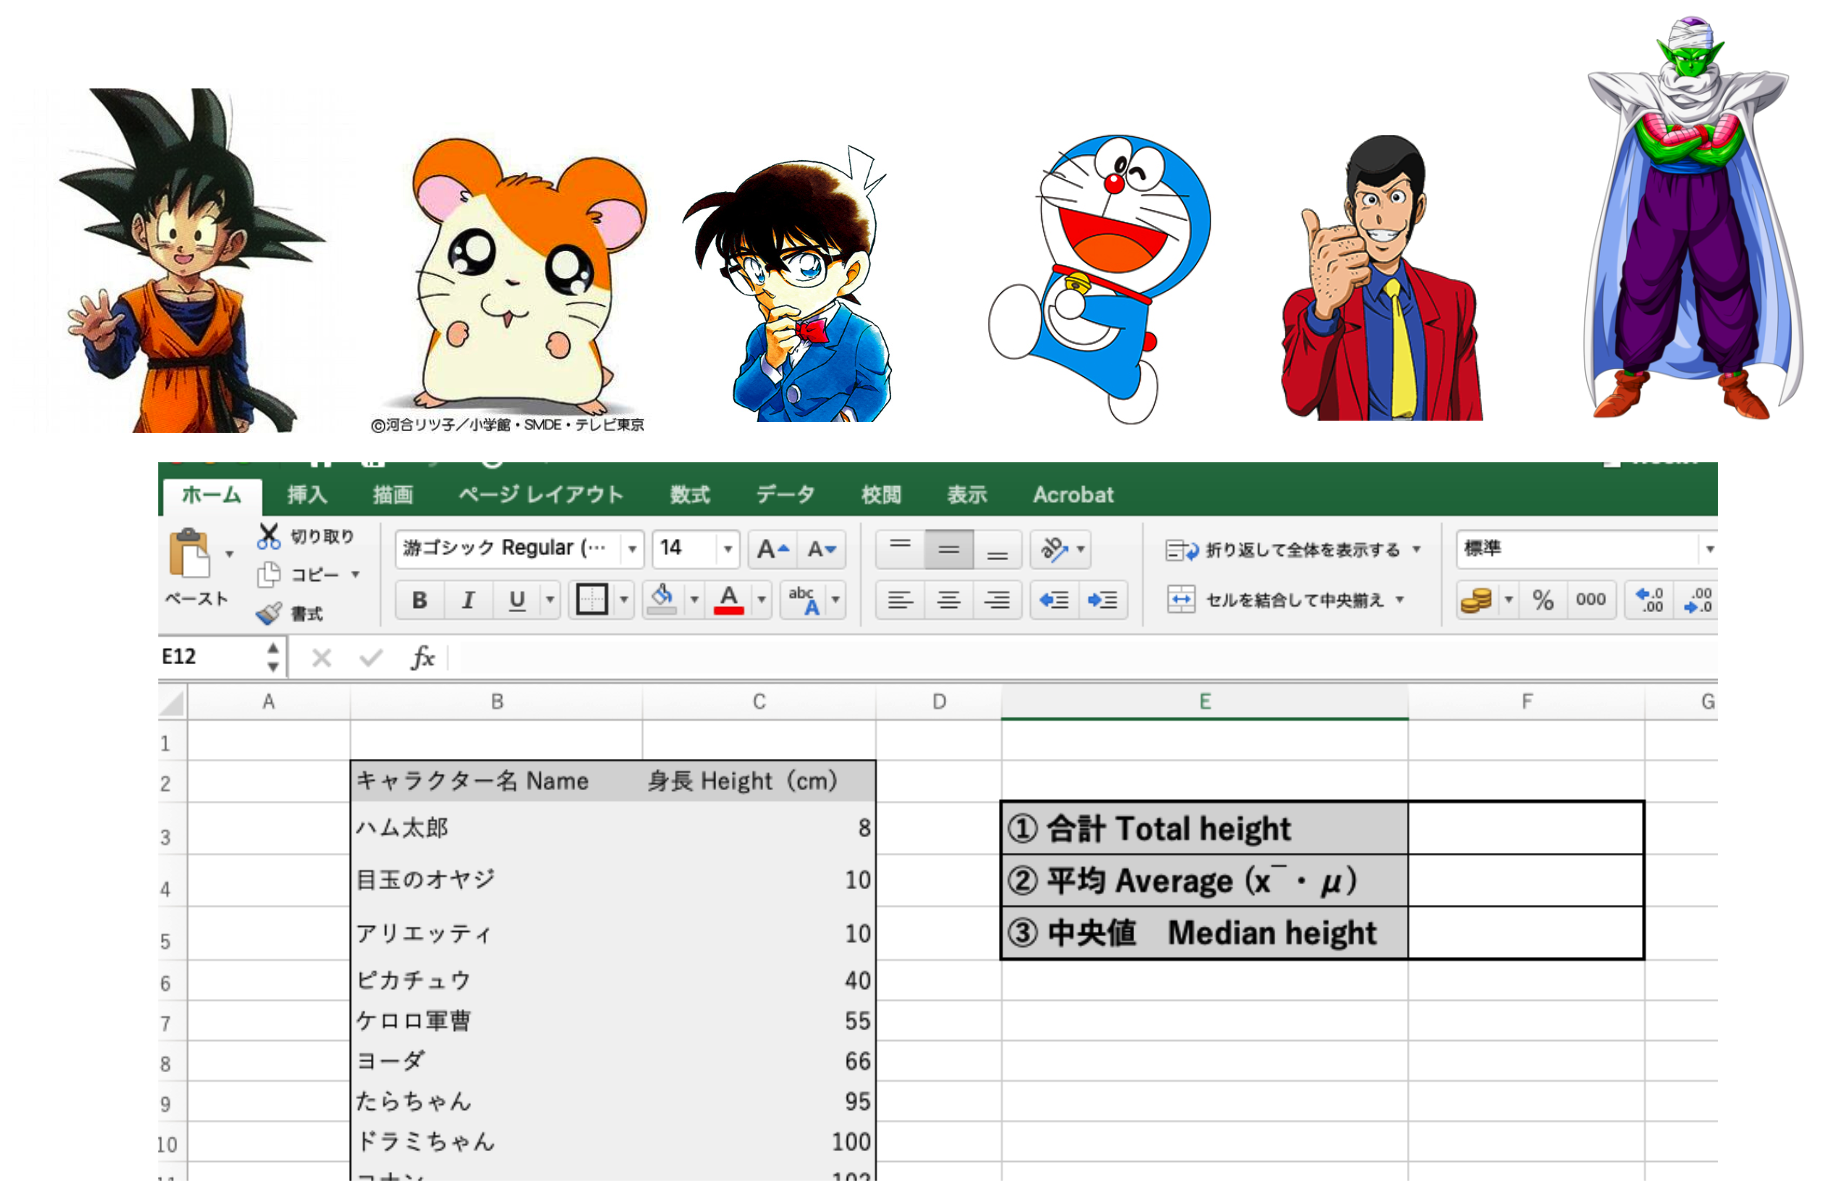 ©河合リツ子／小学館・SMDE・テレビ東京
ホーム 挿入 描画 ページ レイアウト 数式 データ 校閲 表示 Acrobat
ペースト
切り取り
コピー
書式
游ゴシック Regular (… 14 A A
B I U A abc A
ab
折り返して全体を表示する
セルを結合して中央揃え
標準
% 000 .0 .00 .00 .0
E12 fx
A B C D E F G
1
2 キャラクター名 Name 身長 Height（cm）
3 ハム太郎 8 ① 合計 Total height
4 目玉のオヤジ 10 ② 平均 Average (x¯・μ)
5 アリエッティ 10 ③ 中央値　Median height
6 ピカチュウ 40
7 ケロロ軍曹 55
8 ヨーダ 66
9 たらちゃん 95
10 ドラミちゃん 100